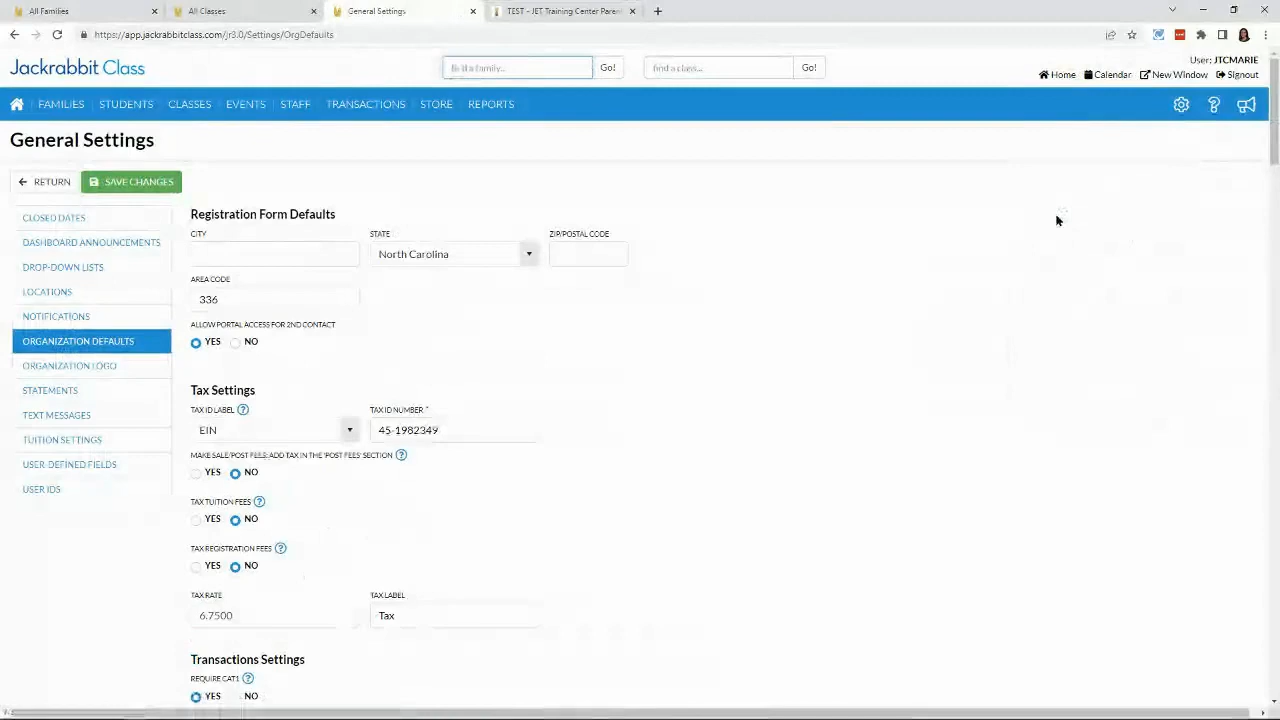 All Families
All Classes
General Settings
TEST - JET Training Center Paren
https://app.jackrabbitclass.com/jr3.0/Settings/OrgDefaults
Jackrabbit Class
find a family...
Go!
find a class...
Go!
User: JTCMARIE
Home
Calendar
New Window
Signout
FAMILIES
STUDENTS
CLASSES
EVENTS
STAFF
TRANSACTIONS
STORE
REPORTS
General Settings
RETURN
SAVE CHANGES
CLOSED DATES
DASHBOARD ANNOUNCEMENTS
DROP-DOWN LISTS
LOCATIONS
NOTIFICATIONS
ORGANIZATION DEFAULTS
ORGANIZATION LOGO
STATEMENTS
TEXT MESSAGES
TUITION SETTINGS
USER-DEFINED FIELDS
USER IDS
Registration Form Defaults
CITY
STATE
ZIP/POSTAL CODE
North Carolina
AREA CODE
336
ALLOW PORTAL ACCESS FOR 2ND CONTACT
YES NO
Tax Settings
TAX ID LABEL
TAX ID NUMBER *
EIN
45-1982349
MAKE SALE/POST FEES: ADD TAX IN THE 'POST FEES' SECTION
YES NO
TAX TUITION FEES
YES NO
TAX REGISTRATION FEES
YES NO
TAX RATE
TAX LABEL
6.7500
Tax
Transactions Settings
REQUIRE CAT1
YES NO